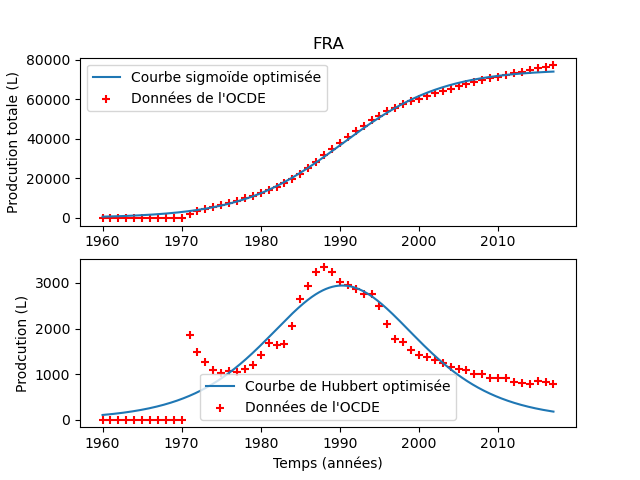 FRA
Prodcution totale (L)
80000
60000
40000
20000
0
Courbe sigmoïde optimisée
Données de l'OCDE
1960 1970 1980 1990 2000 2010
Prodcution (L)
3000
2000
1000
0
Courbe de Hubbert optimisée
Données de l'OCDE
1960 1970 1980 1990 2000 2010
Temps (années)